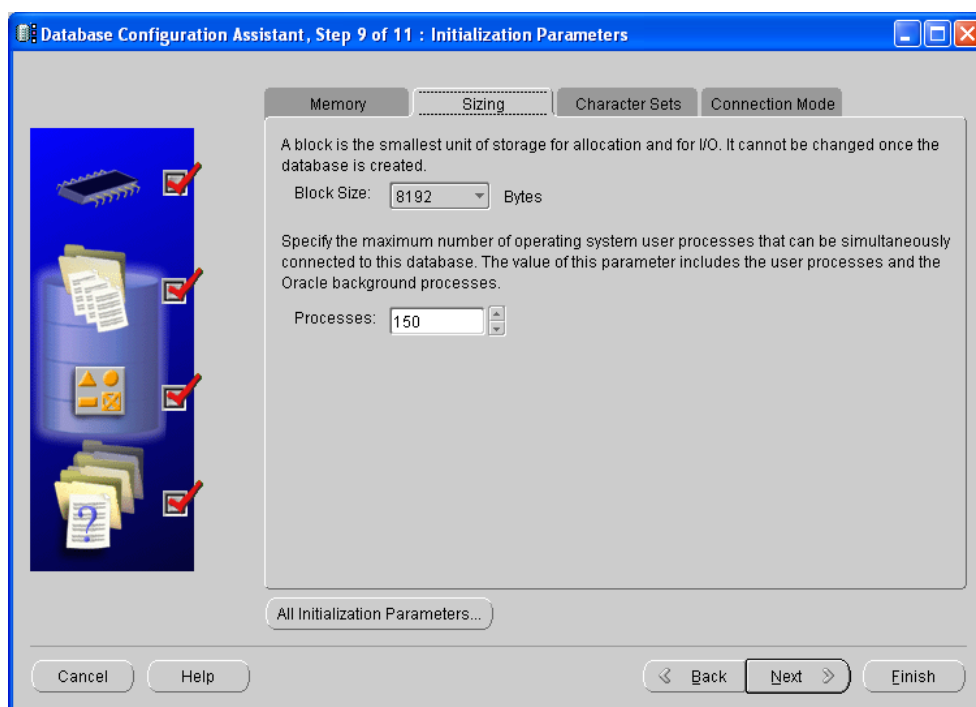 Database Configuration Assistant, Step 9 of 11 : Initialization Parameters
Memory Sizing Character Sets Connection Mode
A block is the smallest unit of storage for allocation and for I/O. It cannot be changed once the
database is created.
Block Size: 8192 Bytes
Specify the maximum number of operating system user processes that can be simultaneously
connected to this database. The value of this parameter includes the user processes and the
Oracle background processes.
Processes: 150
?
All Initialization Parameters...
Cancel Help Back Next Finish